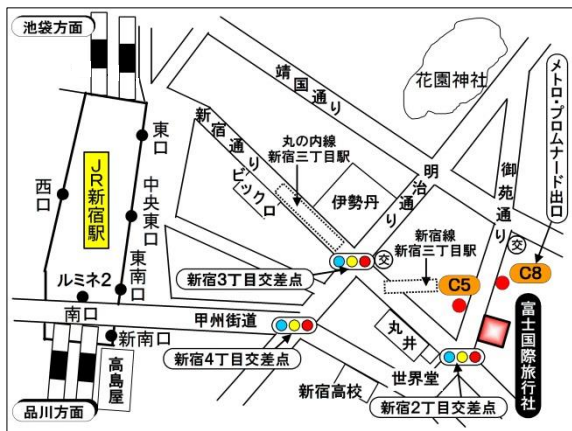 池袋方面
靖国通り
花園神社
メトロ・プロムナード出口
新宿通り
丸の内線
新宿三丁目駅
明治通り
御苑通り
東口
ビックロ
伊勢丹
JR新宿駅
西口
中央東口
交
新宿線
新宿三丁目駅
交
C8
新宿3丁目交差点
C5
ルミネ2
東南口
南口
甲州街道
丸井
富士国際旅行社
新南口
新宿4丁目交差点
世界堂
高島屋
新宿高校
新宿2丁目交差点
品川方面